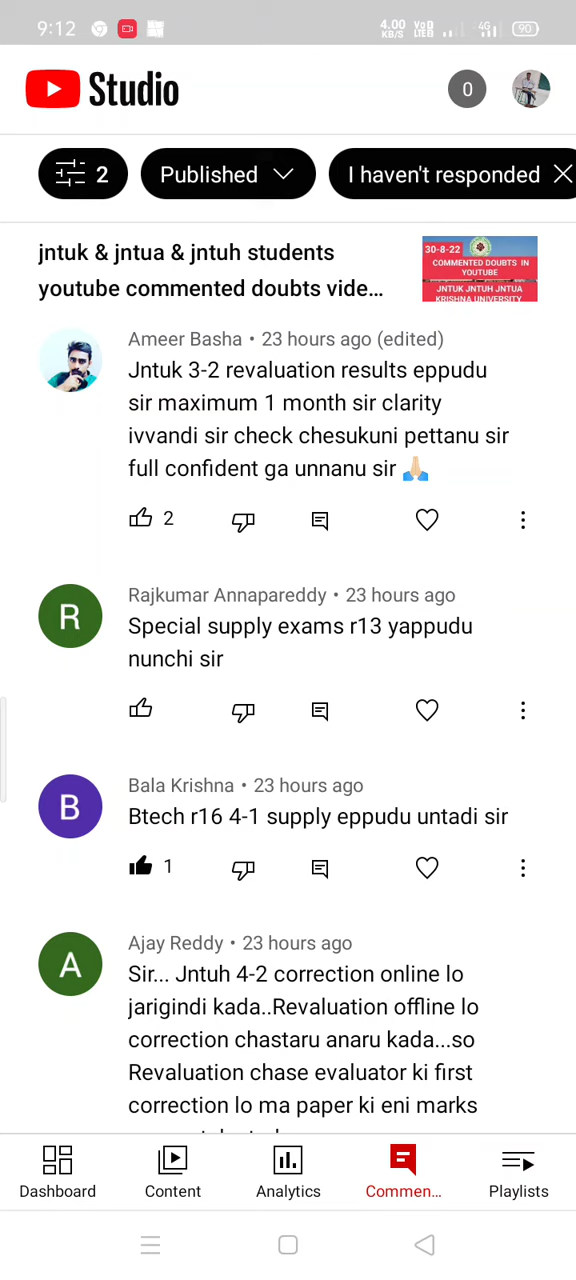 9:12
4.00
KB/S
VoD
LTE2
4G
90
Studio
0
2
Published
I haven't responded
jntuk & jntua & jntuh students
youtube commented doubts vide...
30-8-22
COMMENTED DOUBTS IN
YOUTUBE
JNTUK JNTUH JNTUA
KRISHNA UNIVERSITY
Ameer Basha • 23 hours ago (edited)
Jntuk 3-2 revaluation results eppudu
sir maximum 1 month sir clarity
ivvandi sir check chesukuni pettanu sir
full confident ga unnanu sir 🙏🏼
2
R
Rajkumar Annapareddy • 23 hours ago
Special supply exams r13 yappudu
nunchi sir
B
Bala Krishna • 23 hours ago
Btech r16 4-1 supply eppudu untadi sir
1
A
Ajay Reddy • 23 hours ago
Sir... Jntuh 4-2 correction online lo
jarigindi kada..Revaluation offline lo
correction chastaru anaru kada...so
Revaluation chase evaluator ki first
correction lo ma paper ki eni marks
Dashboard
Content
Analytics
Commen...
Playlists